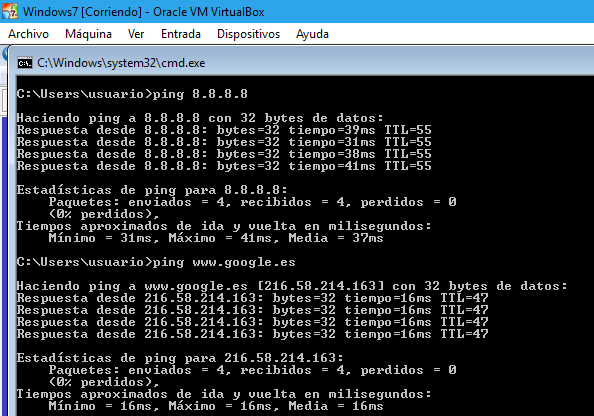 Windows7 [Corriendo] - Oracle VM VirtualBox
Archivo Máquina Ver Entrada Dispositivos Ayuda
C:\Windows\system32\cmd.exe
C:\Users\usuario>ping 8.8.8.8
Haciendo ping a 8.8.8.8 con 32 bytes de datos:
Respuesta desde 8.8.8.8: bytes=32 tiempo=39ms TTL=55
Respuesta desde 8.8.8.8: bytes=32 tiempo=31ms TTL=55
Respuesta desde 8.8.8.8: bytes=32 tiempo=38ms TTL=55
Respuesta desde 8.8.8.8: bytes=32 tiempo=41ms TTL=55
Estadísticas de ping para 8.8.8.8:
Paquetes: enviados = 4, recibidos = 4, perdidos = 0
(0% perdidos),
Tiempos aproximados de ida y vuelta en milisegundos:
Mínimo = 31ms, Máximo = 41ms, Media = 37ms
C:\Users\usuario>ping www.google.es
Haciendo ping a www.google.es [216.58.214.163] con 32 bytes de datos:
Respuesta desde 216.58.214.163: bytes=32 tiempo=16ms TTL=47
Respuesta desde 216.58.214.163: bytes=32 tiempo=16ms TTL=47
Respuesta desde 216.58.214.163: bytes=32 tiempo=16ms TTL=47
Respuesta desde 216.58.214.163: bytes=32 tiempo=16ms TTL=47
Estadísticas de ping para 216.58.214.163:
Paquetes: enviados = 4, recibidos = 4, perdidos = 0
(0% perdidos),
Tiempos aproximados de ida y vuelta en milisegundos:
Mínimo = 16ms, Máximo = 16ms, Media = 16ms